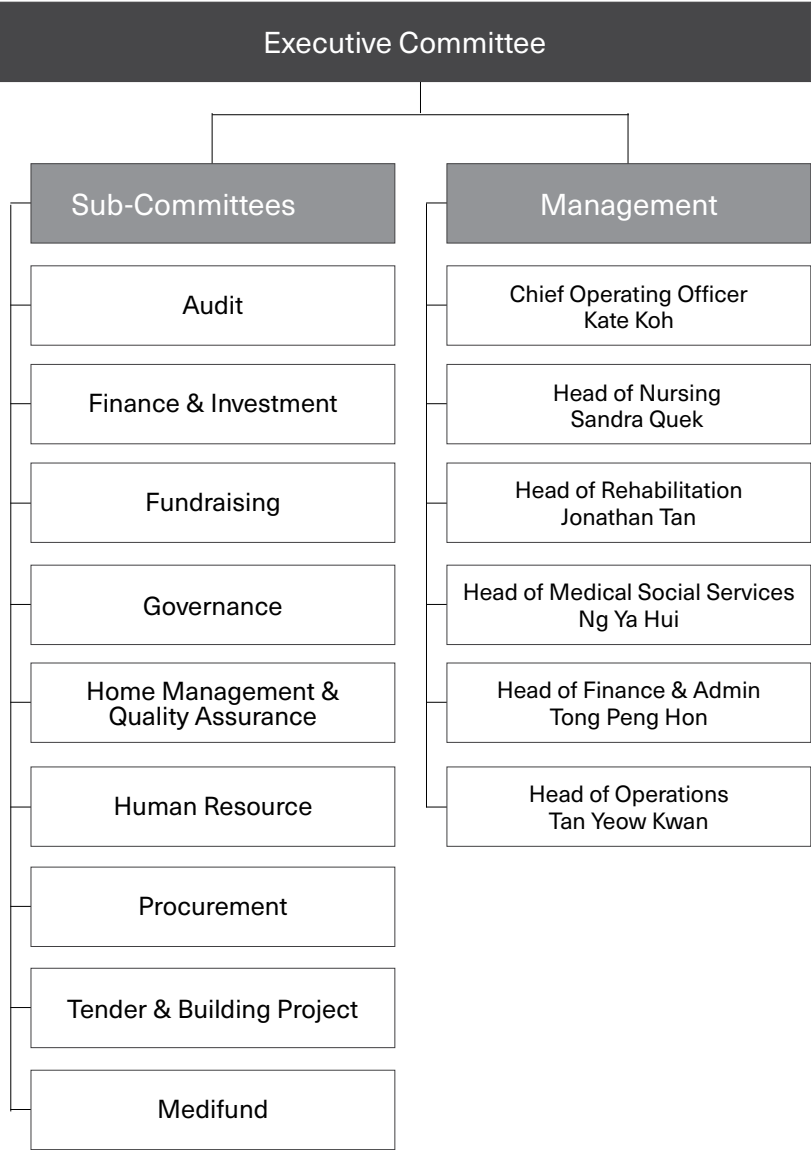 Executive Committee
Sub-Committees
Audit
Finance & Investment
Fundraising
Governance
Home Management &
Quality Assurance
Human Resource
Procurement
Tender & Building Project
Medifund
Management
Chief Operating Officer
Kate Koh
Head of Nursing
Sandra Quek
Head of Rehabilitation
Jonathan Tan
Head of Medical Social Services
Ng Ya Hui
Head of Finance & Admin
Tong Peng Hon
Head of Operations
Tan Yeow Kwan